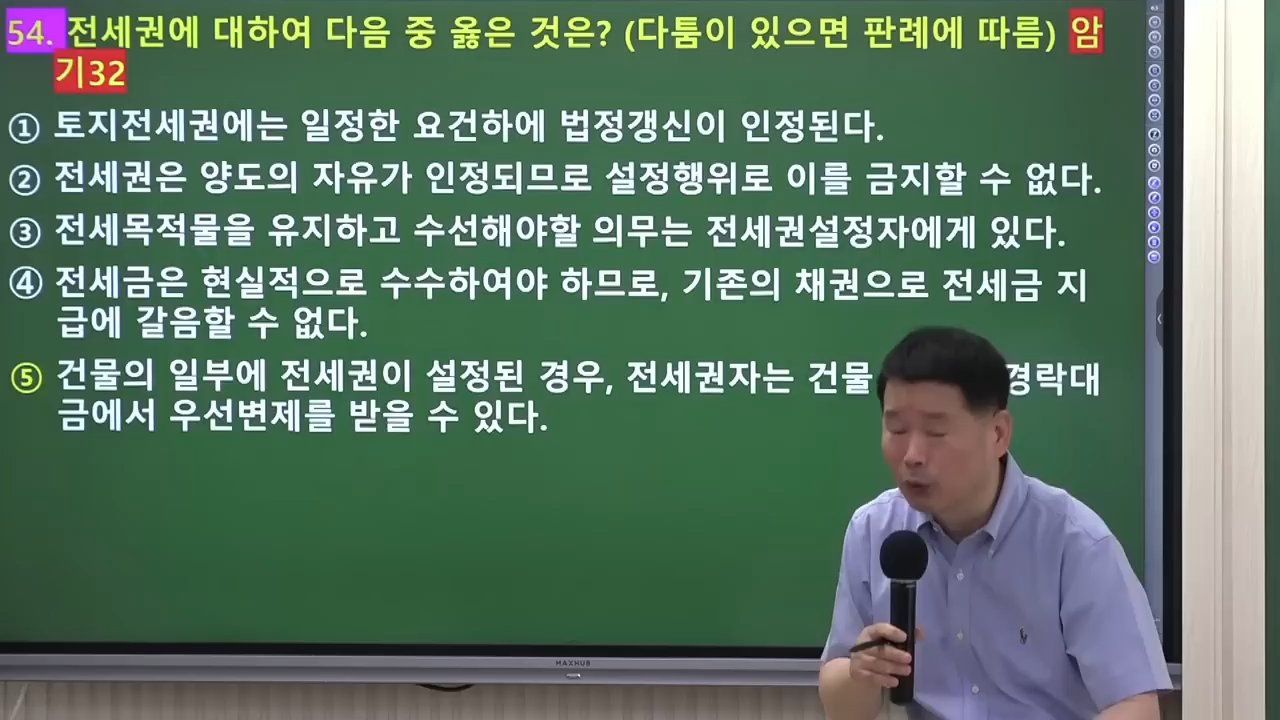 54. 전세권에 대하여 다음 중 옳은 것은? (다툼이 있으면 판례에 따름) 암
기32
① 토지전세권에는 일정한 요건하에 법정갱신이 인정된다.
② 전세권은 양도의 자유가 인정되므로 설정행위로 이를 금지할 수 없다.
③ 전세목적물을 유지하고 수선해야할 의무는 전세권설정자에게 있다.
④ 전세금은 현실적으로 수수하여야 하므로, 기존의 채권으로 전세금 지
급에 갈음할 수 없다.
⑤ 건물의 일부에 전세권이 설정된 경우, 전세권자는 건물 경락대
금에서 우선변제를 받을 수 있다.
MAXHUB